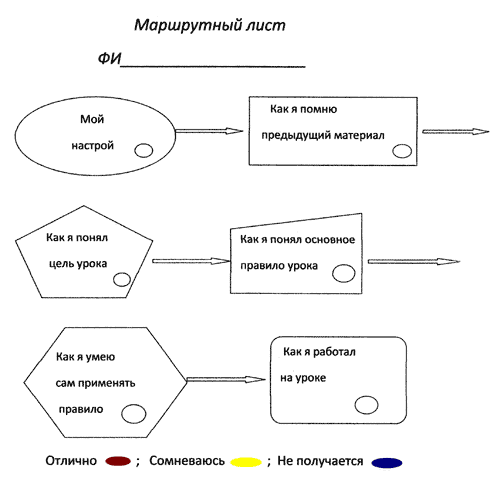 Маршрутный лист
ФИ______________________
Мой
настрой
Как я помню
предыдущий материал
Как я понял
цель урока
Как я понял основное
правило урока
Как я умею
сам применять
правило
Как я работал
на уроке
Отлично ; Сомневаюсь ; Не получается